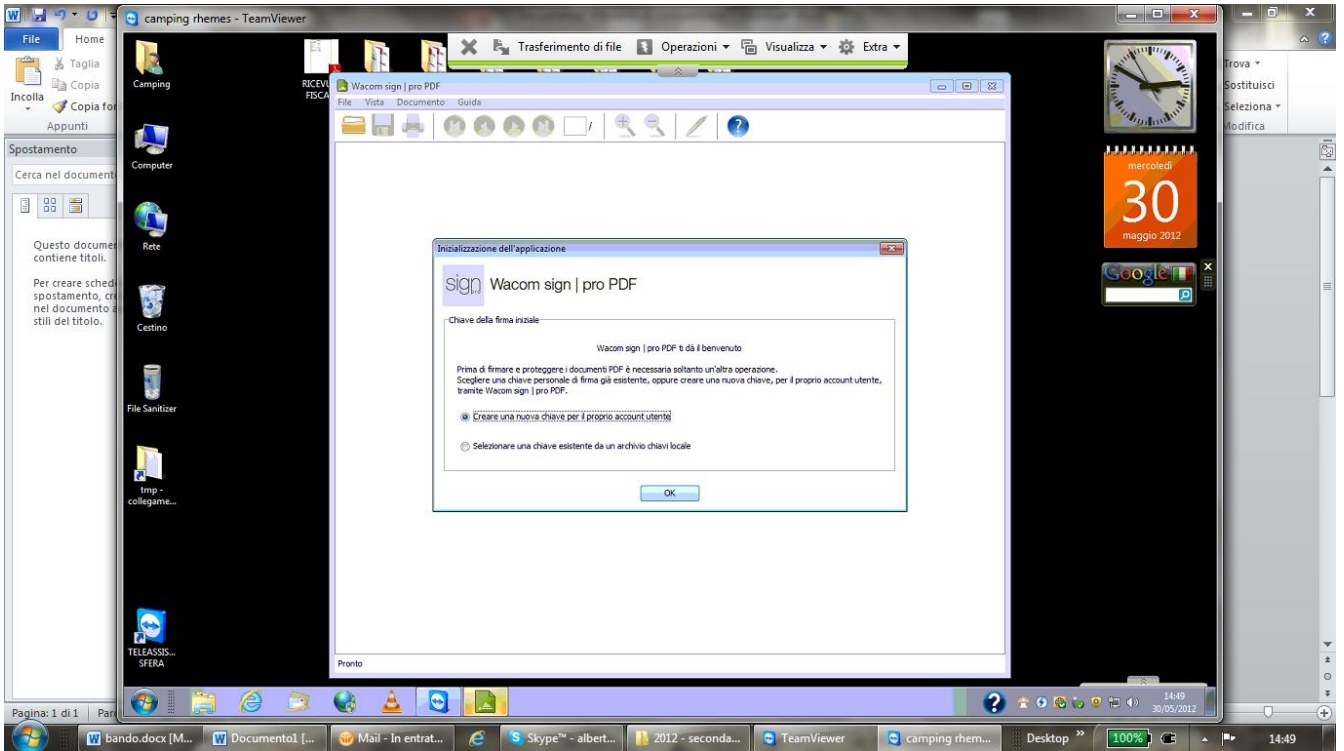 camping rhemes - TeamViewer
File
Home
Taglia
Copia
Incolla
Copia for
Appunti
Trova
Sostituisci
Seleziona
Modifica
Spostamento
Cerca nel document
Questo docume
contiene titoli.
Per creare sched
spostamento, cre
nel documento a
stili del titolo.
Trasferimento di file
Operazioni
Visualizza
Extra
Camping
RICEVU
FISCA
Computer
Rete
Cestino
File Sanitizer
tmp -
collegame...
TELEASSIS...
SFERA
Wacom sign | pro PDF
File Vista Documento Guida
/
Inizializzazione dell'applicazione
sign Wacom sign | pro PDF
Chiave della firma iniziale
Wacom sign | pro PDF ti dà il benvenuto
Prima di firmare e proteggere i documenti PDF è necessaria soltanto un'altra operazione.
Scegliere una chiave personale di firma già esistente, oppure creare una nuova chiave, per il proprio account utente,
tramite Wacom sign | pro PDF.
Creare una nuova chiave per il proprio account utente
Selezionare una chiave esistente da un archivio chiavi locale
OK
Pronto
mercoledì
30
maggio 2012
Google
14:49
30/05/2012
Pagina: 1 di 1
Par
bando.docx [M...
Documento1 [...
Mail - In entrat...
Skype™ - albert...
2012 - seconda...
TeamViewer
camping rhem...
Desktop
100%
14:49